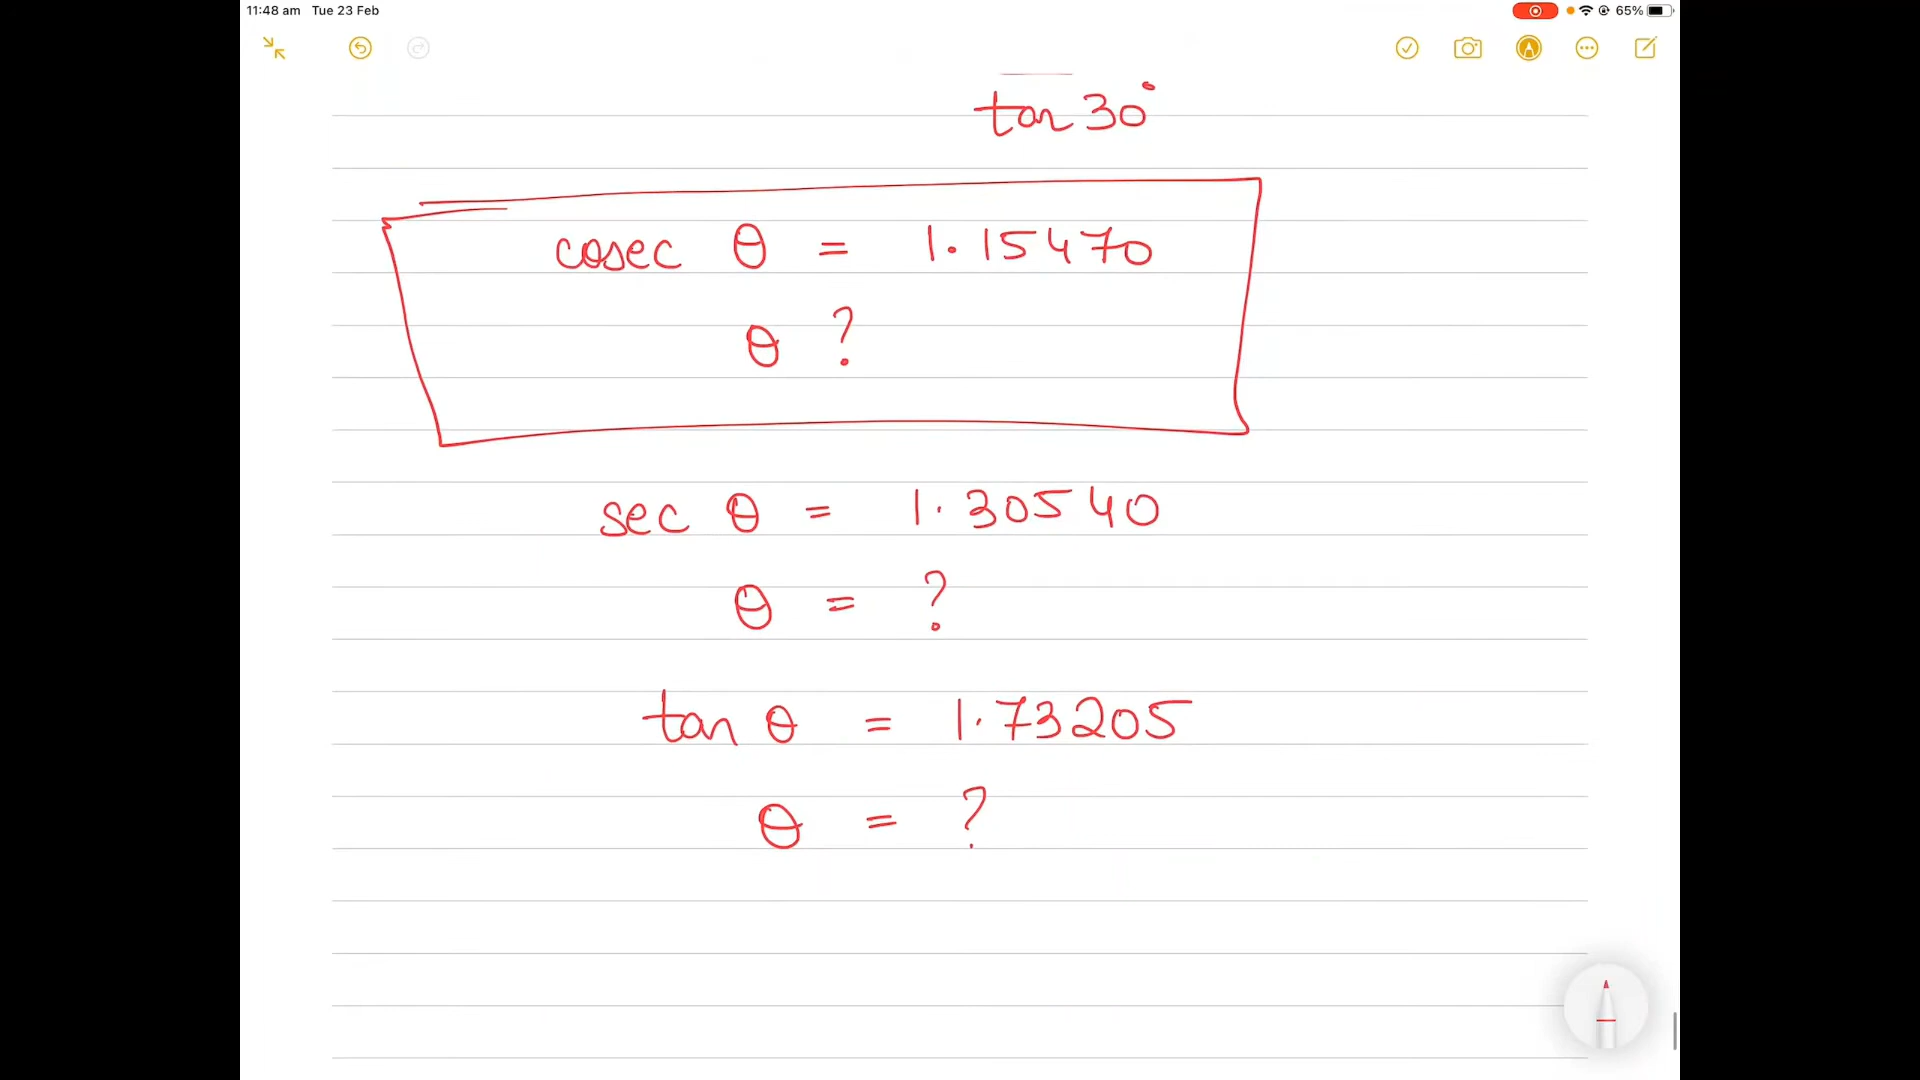 11:48 am Tue 23 Feb 65%
tan 30°
cosec θ = 1.15470
θ ?
sec θ = 1.30540
θ = ?
tan θ = 1.73205
θ = ?